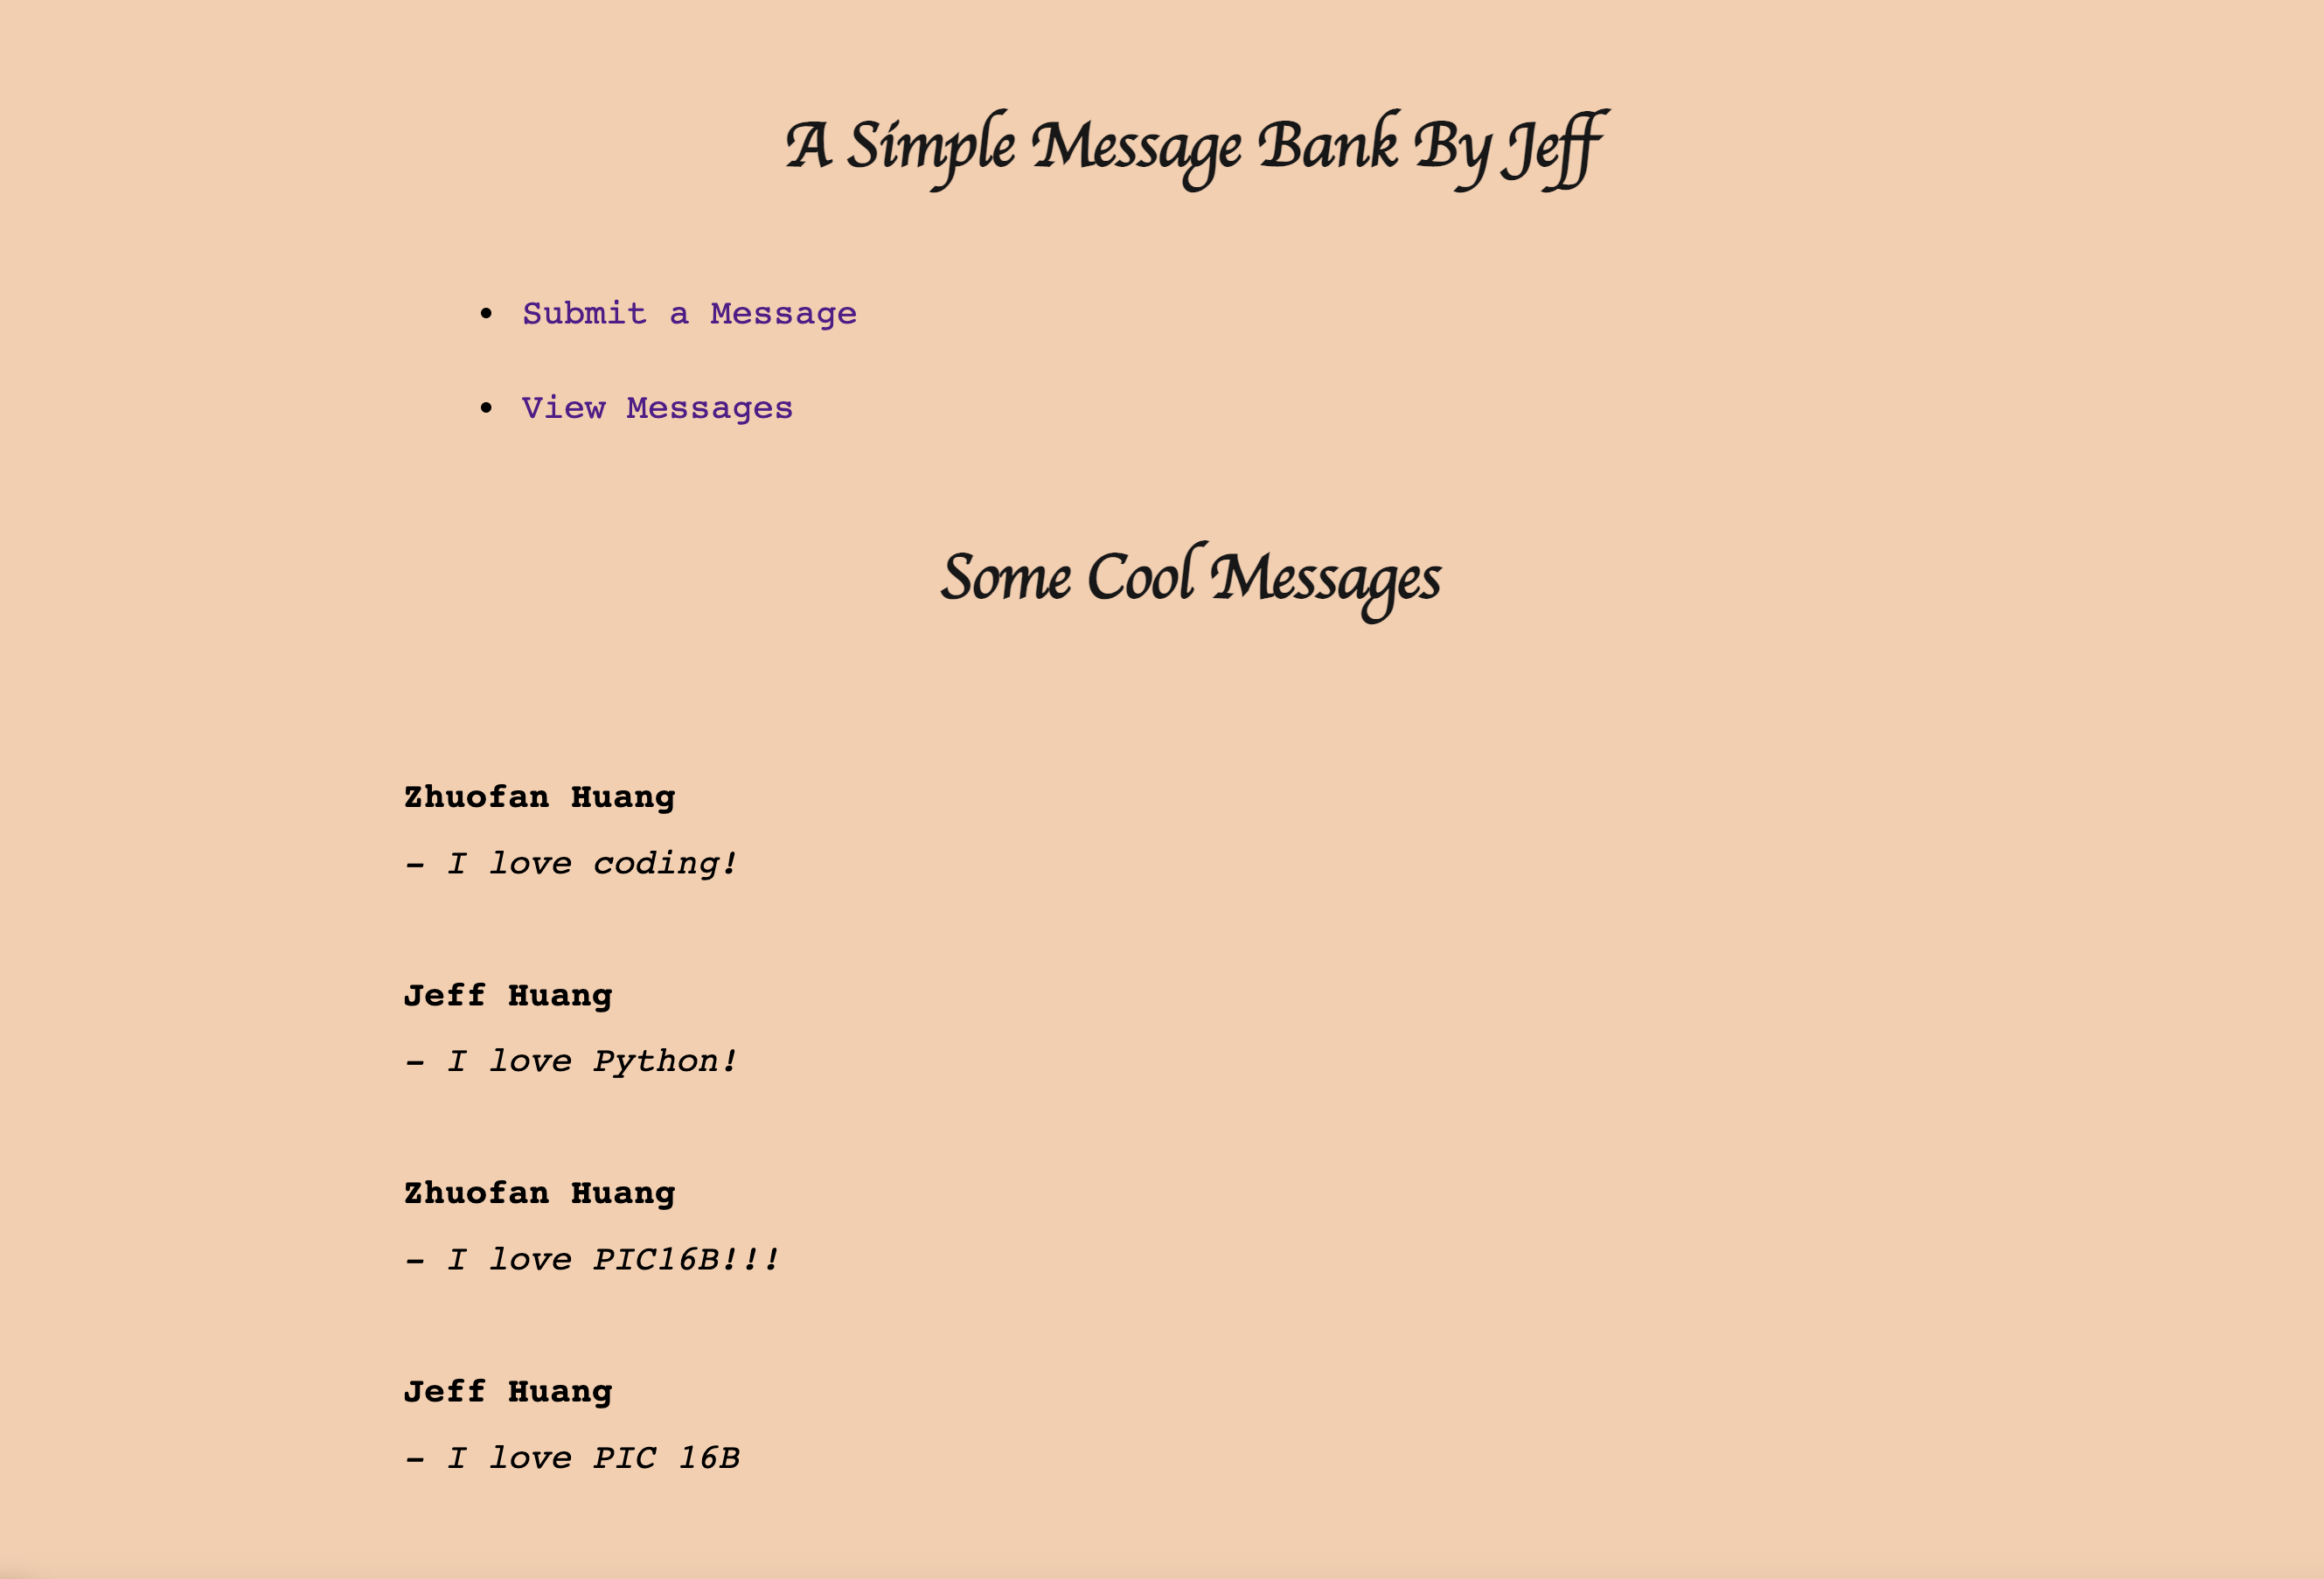 A Simple Message Bank By Jeff
• Submit a Message
• View Messages
Some Cool Messages
Zhuofan Huang
- I love coding!
Jeff Huang
- I love Python!
Zhuofan Huang
- I love PIC16B!!!
Jeff Huang
- I love PIC 16B